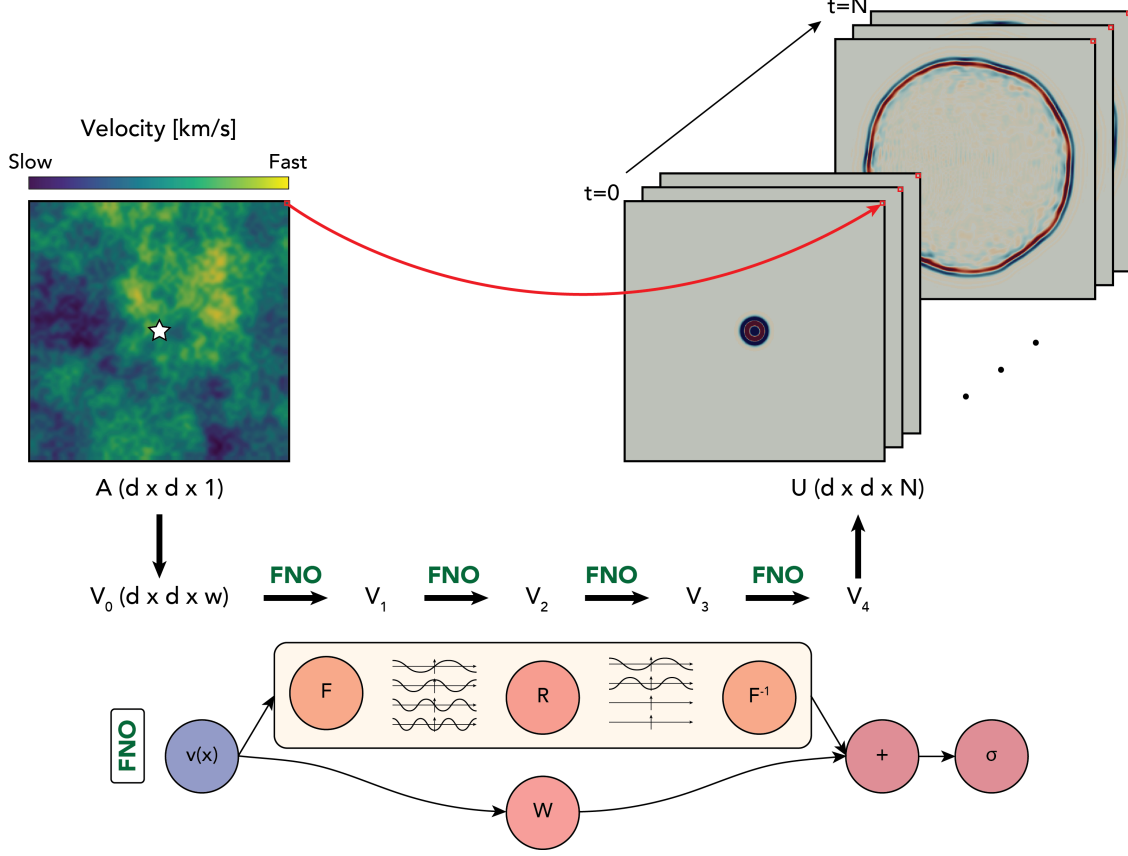 t=N
Velocity [km/s]
Slow Fast
t=0
A (d x d x 1)
U (d x d x N)
FNO FNO FNO FNO
V₀ (d x d x w) V₁ V₂ V₃ V₄
F R F⁻¹
FNO
v(x) + σ
W